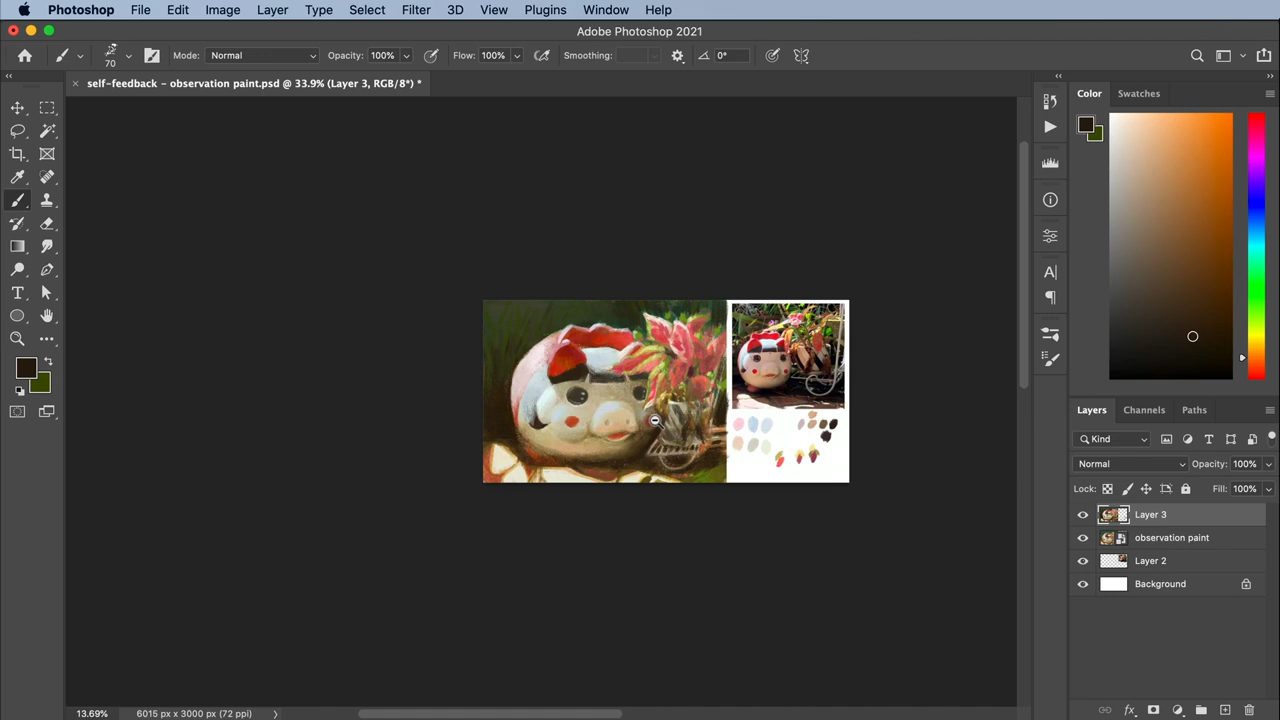 Photoshop File Edit Image Layer Type Select Filter 3D View Plugins Window Help
Adobe Photoshop 2021
70 Mode: Normal Opacity: 100% Flow: 100% Smoothing: 0°
self-feedback - observation paint.psd @ 33.9% (Layer 3, RGB/8*) *
Color Swatches
Layers Channels Paths
Kind
Normal Opacity: 100%
Lock: Fill: 100%
Layer 3
observation paint
Layer 2
Background
13.69% 6015 px x 3000 px (72 ppi)